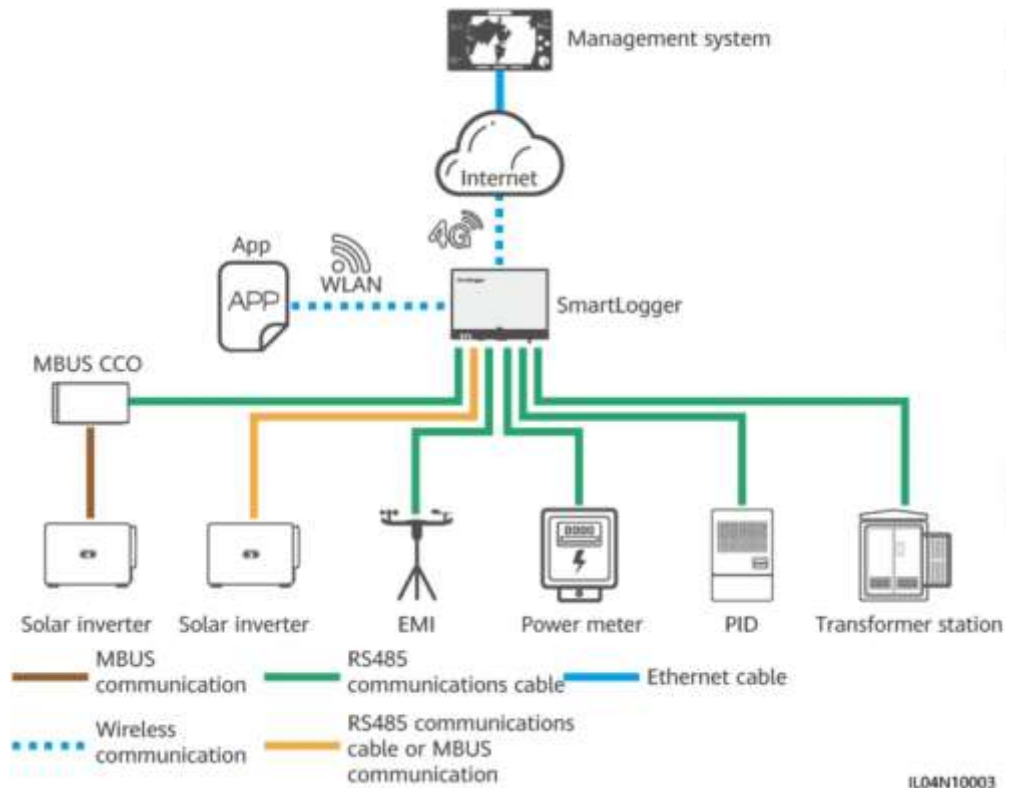 Management system
Internet
4G
App
WLAN
APP
SmartLogger
MBUS CCO
Solar inverter
Solar inverter
EMI
Power meter
PID
Transformer station
MBUS
communication
RS485
communications cable
Ethernet cable
Wireless
communication
RS485 communications
cable or MBUS
communication
IL04N10003